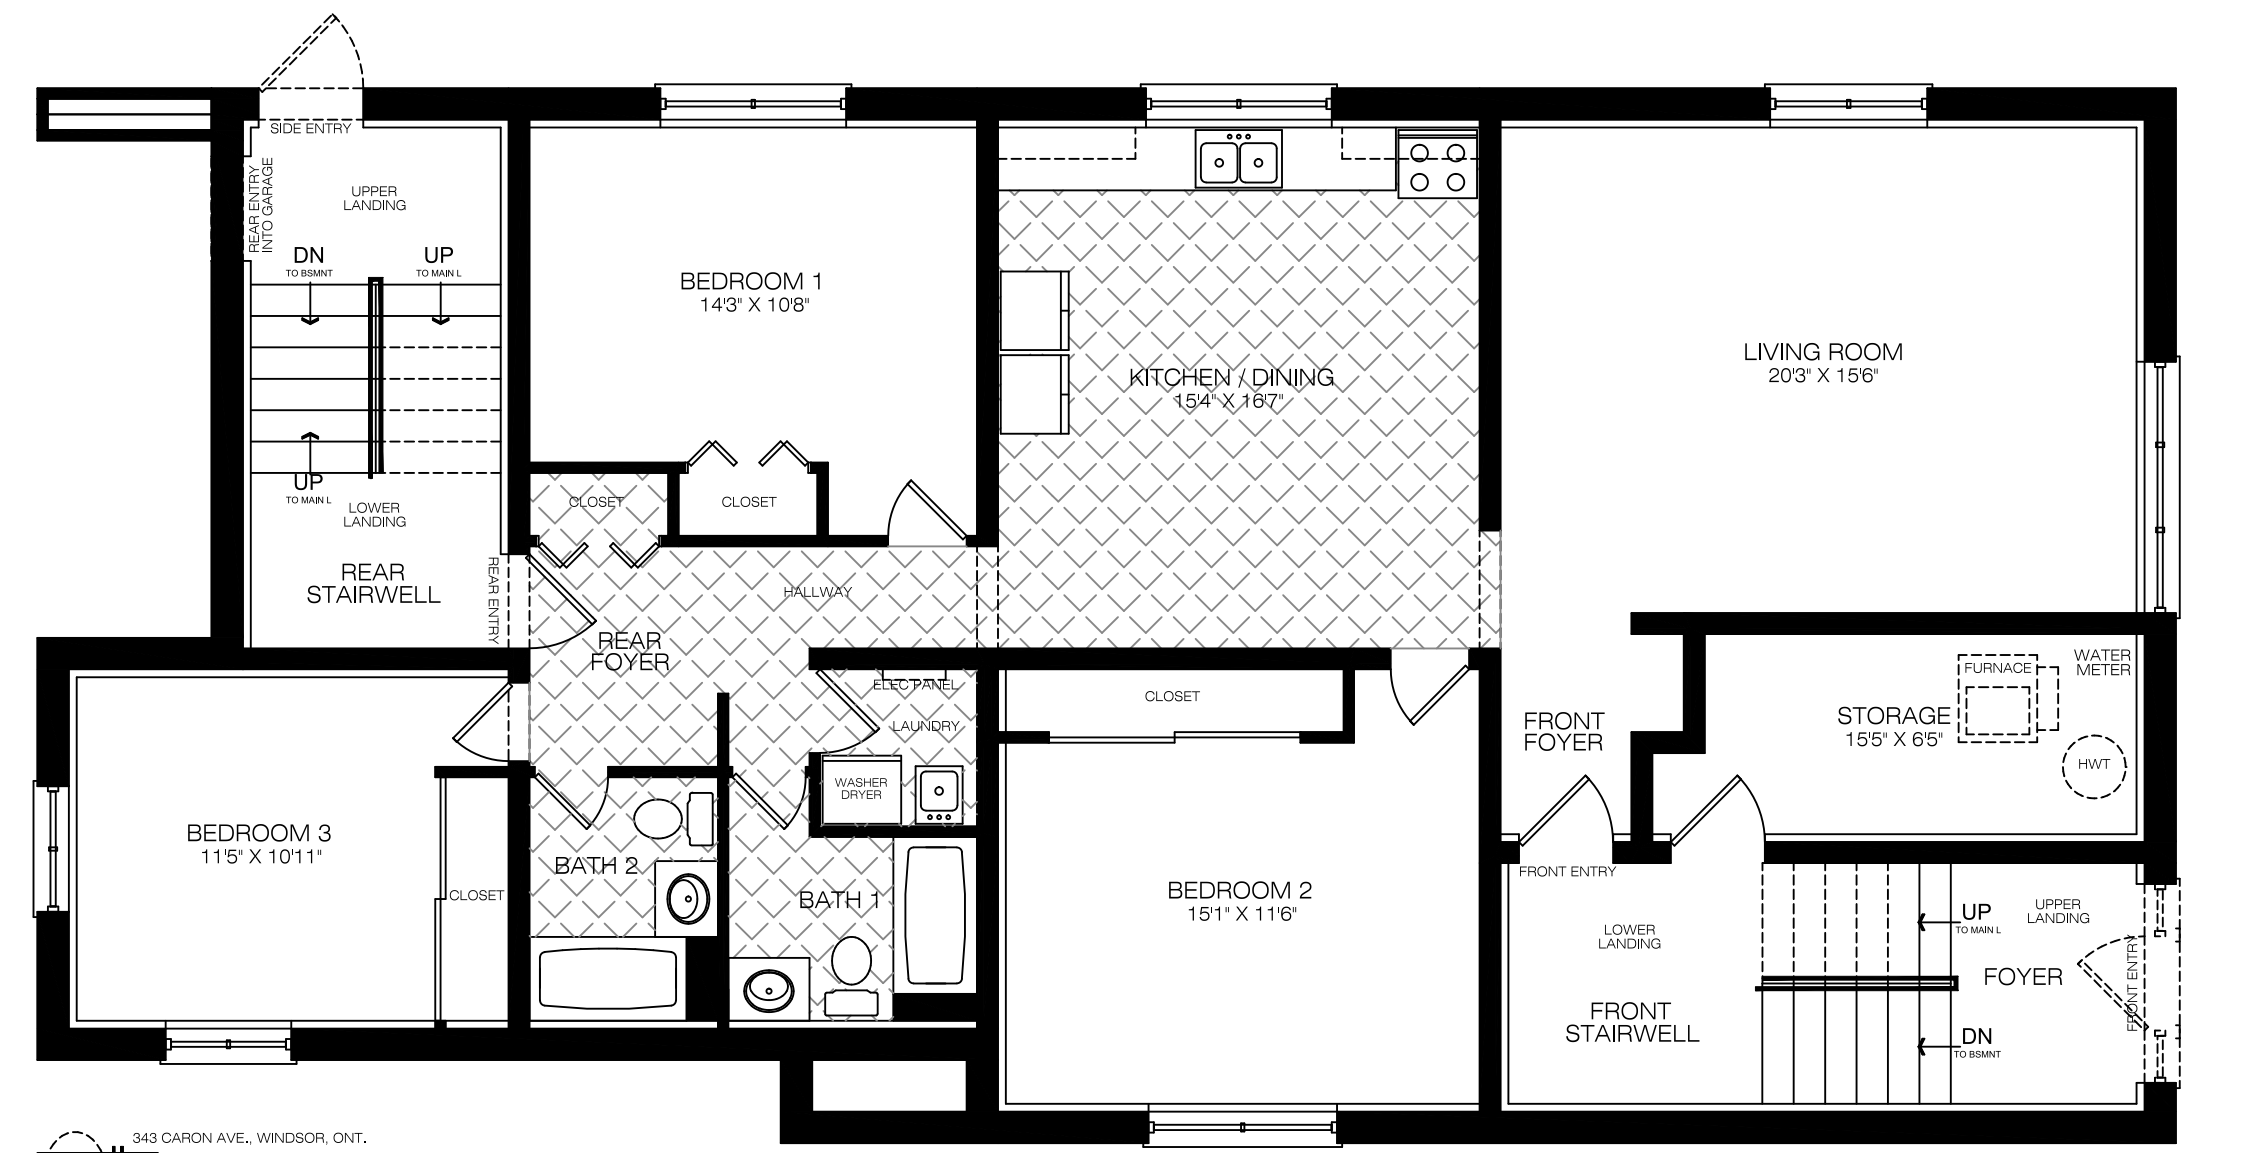 SIDE ENTRY
REAR ENTRY
INTO GARAGE
UPPER
LANDING
DN
TO BSMNT
UP
TO MAIN L
UP
TO MAIN L
LOWER
LANDING
REAR
STAIRWELL
REAR ENTRY
BEDROOM 1
14'3" X 10'8"
CLOSET
CLOSET
HALLWAY
REAR
FOYER
KITCHEN / DINING
15'4" X 16'7"
LIVING ROOM
20'3" X 15'6"
ELEC PANEL
LAUNDRY
WASHER
DRYER
CLOSET
FRONT
FOYER
STORAGE
15'5" X 6'5"
FURNACE
WATER
METER
HWT
BEDROOM 3
11'5" X 10'11"
CLOSET
BATH 2
BATH 1
BEDROOM 2
15'1" X 11'6"
FRONT ENTRY
LOWER
LANDING
FRONT
STAIRWELL
UP
TO MAIN L
UPPER
LANDING
FOYER
FRONT ENTRY
DN
TO BSMNT
343 CARON AVE., WINDSOR, ONT.